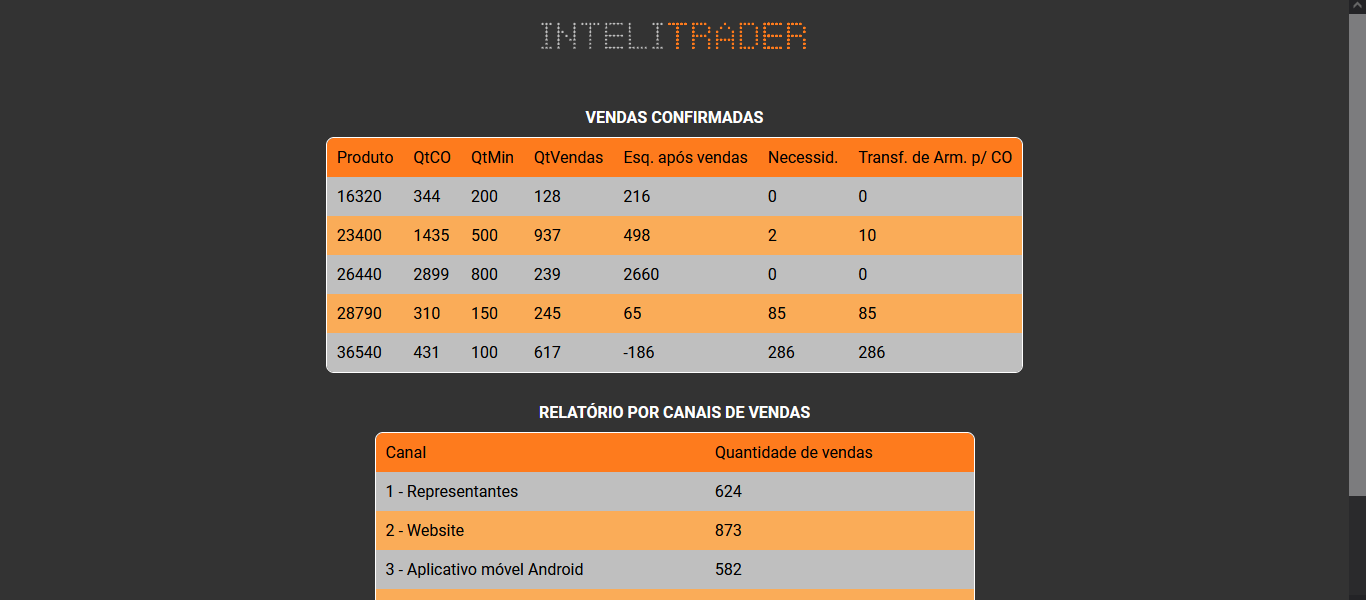 INTELITRADER
VENDAS CONFIRMADAS
Produto QtCO QtMin QtVendas Esq. após vendas Necessid. Transf. de Arm. p/ CO
16320 344 200 128 216 0 0
23400 1435 500 937 498 2 10
26440 2899 800 239 2660 0 0
28790 310 150 245 65 85 85
36540 431 100 617 -186 286 286
RELATÓRIO POR CANAIS DE VENDAS
Canal Quantidade de vendas
1 - Representantes 624
2 - Website 873
3 - Aplicativo móvel Android 582